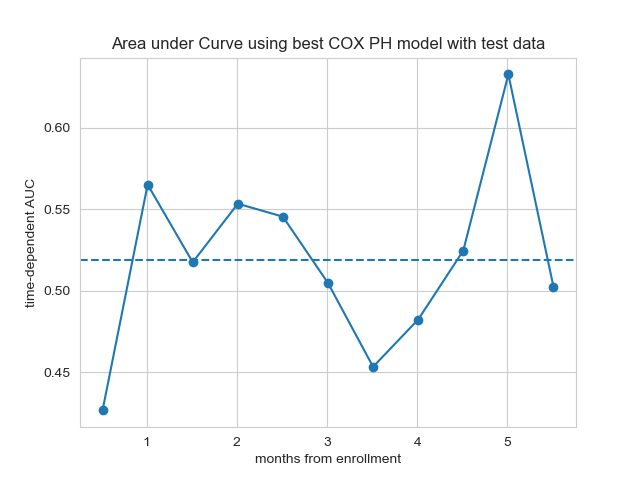 Area under Curve using best COX PH model with test data
time-dependent AUC
0.60
0.55
0.50
0.45
1 2 3 4 5
months from enrollment